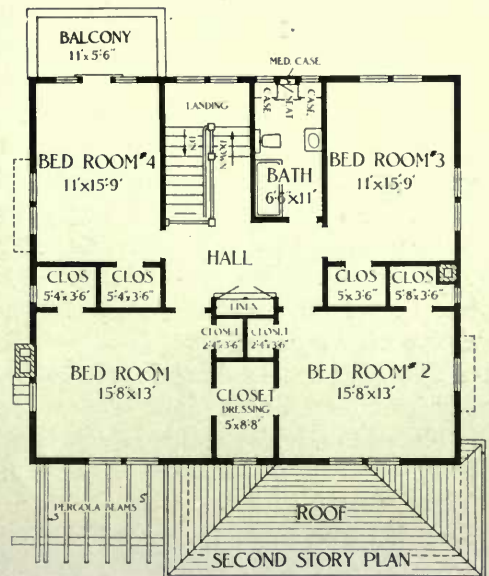 BALCONY
11'x5'-6"
MED. CASE
LANDING
CASE.
SEAT
CASE.
BED ROOM #4
11'x15'-9"
UN
DOWN
BATH
6'-6"x11'
BED ROOM #3
11'x15'-9"
HALL
CLOS
5'-4"x3'-6"
CLOS
5'-4"x3'-6"
LINEN
CLOS
5'x3'-6"
CLOS
5'-8"x3'-6"
CLOSET
2'-4"x3'-6"
CLOSET
2'-4"x3'-6"
BED ROOM
15'-8"x13'
CLOSET
DRESSING
5'x8'-8"
BED ROOM #2
15'-8"x13'
PERGOLA BEAMS
ROOF
SECOND STORY PLAN